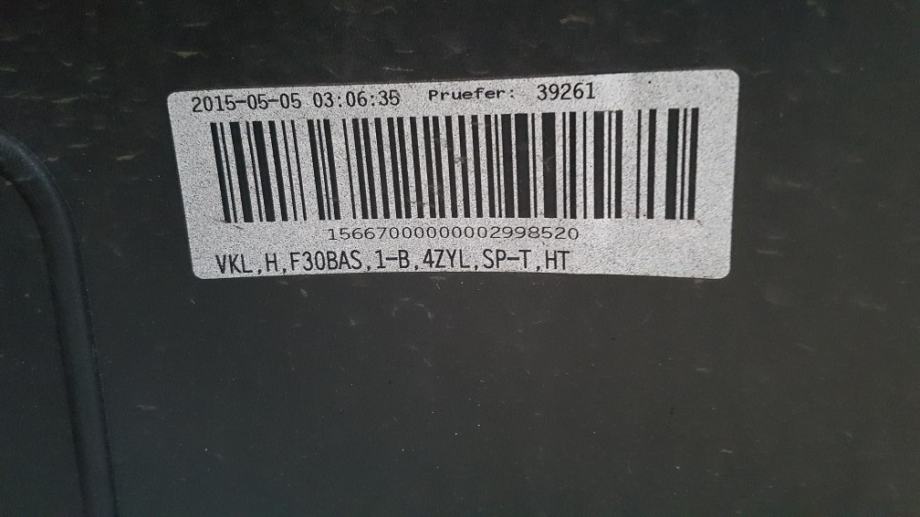 2015-05-05 03:06:35 Pruefer: 39261
15667000000002998520
VKL,H,F30BAS,1-B,4ZYL,SP-T,HT